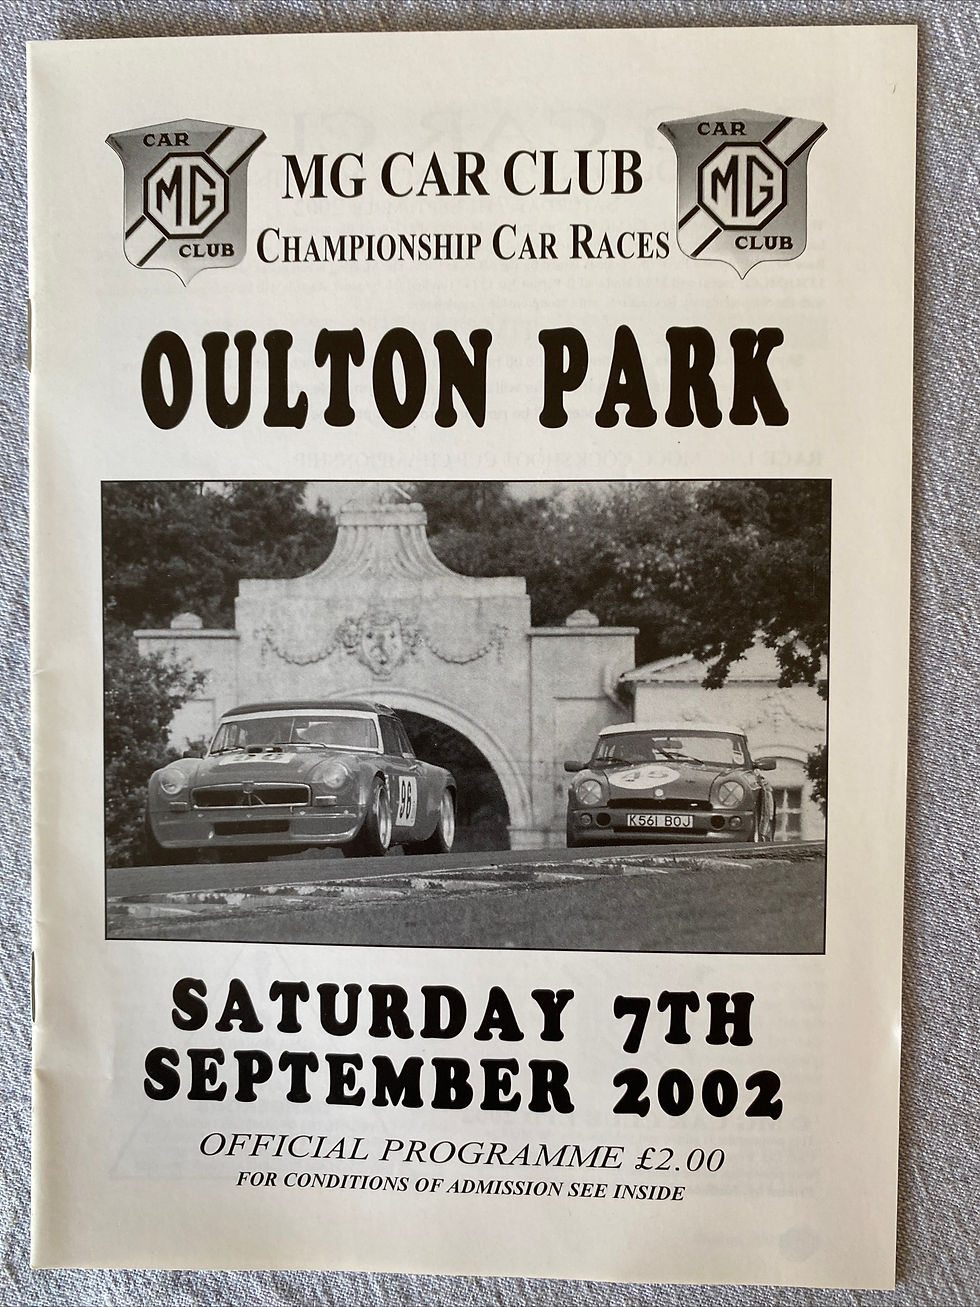 CAR
MG
CLUB
MG CAR CLUB
CHAMPIONSHIP CAR RACES
CAR
MG
CLUB
OULTON PARK
96
96
45
K561 BOJ
SATURDAY 7TH
SEPTEMBER 2002
OFFICIAL PROGRAMME £2.00
FOR CONDITIONS OF ADMISSION SEE INSIDE